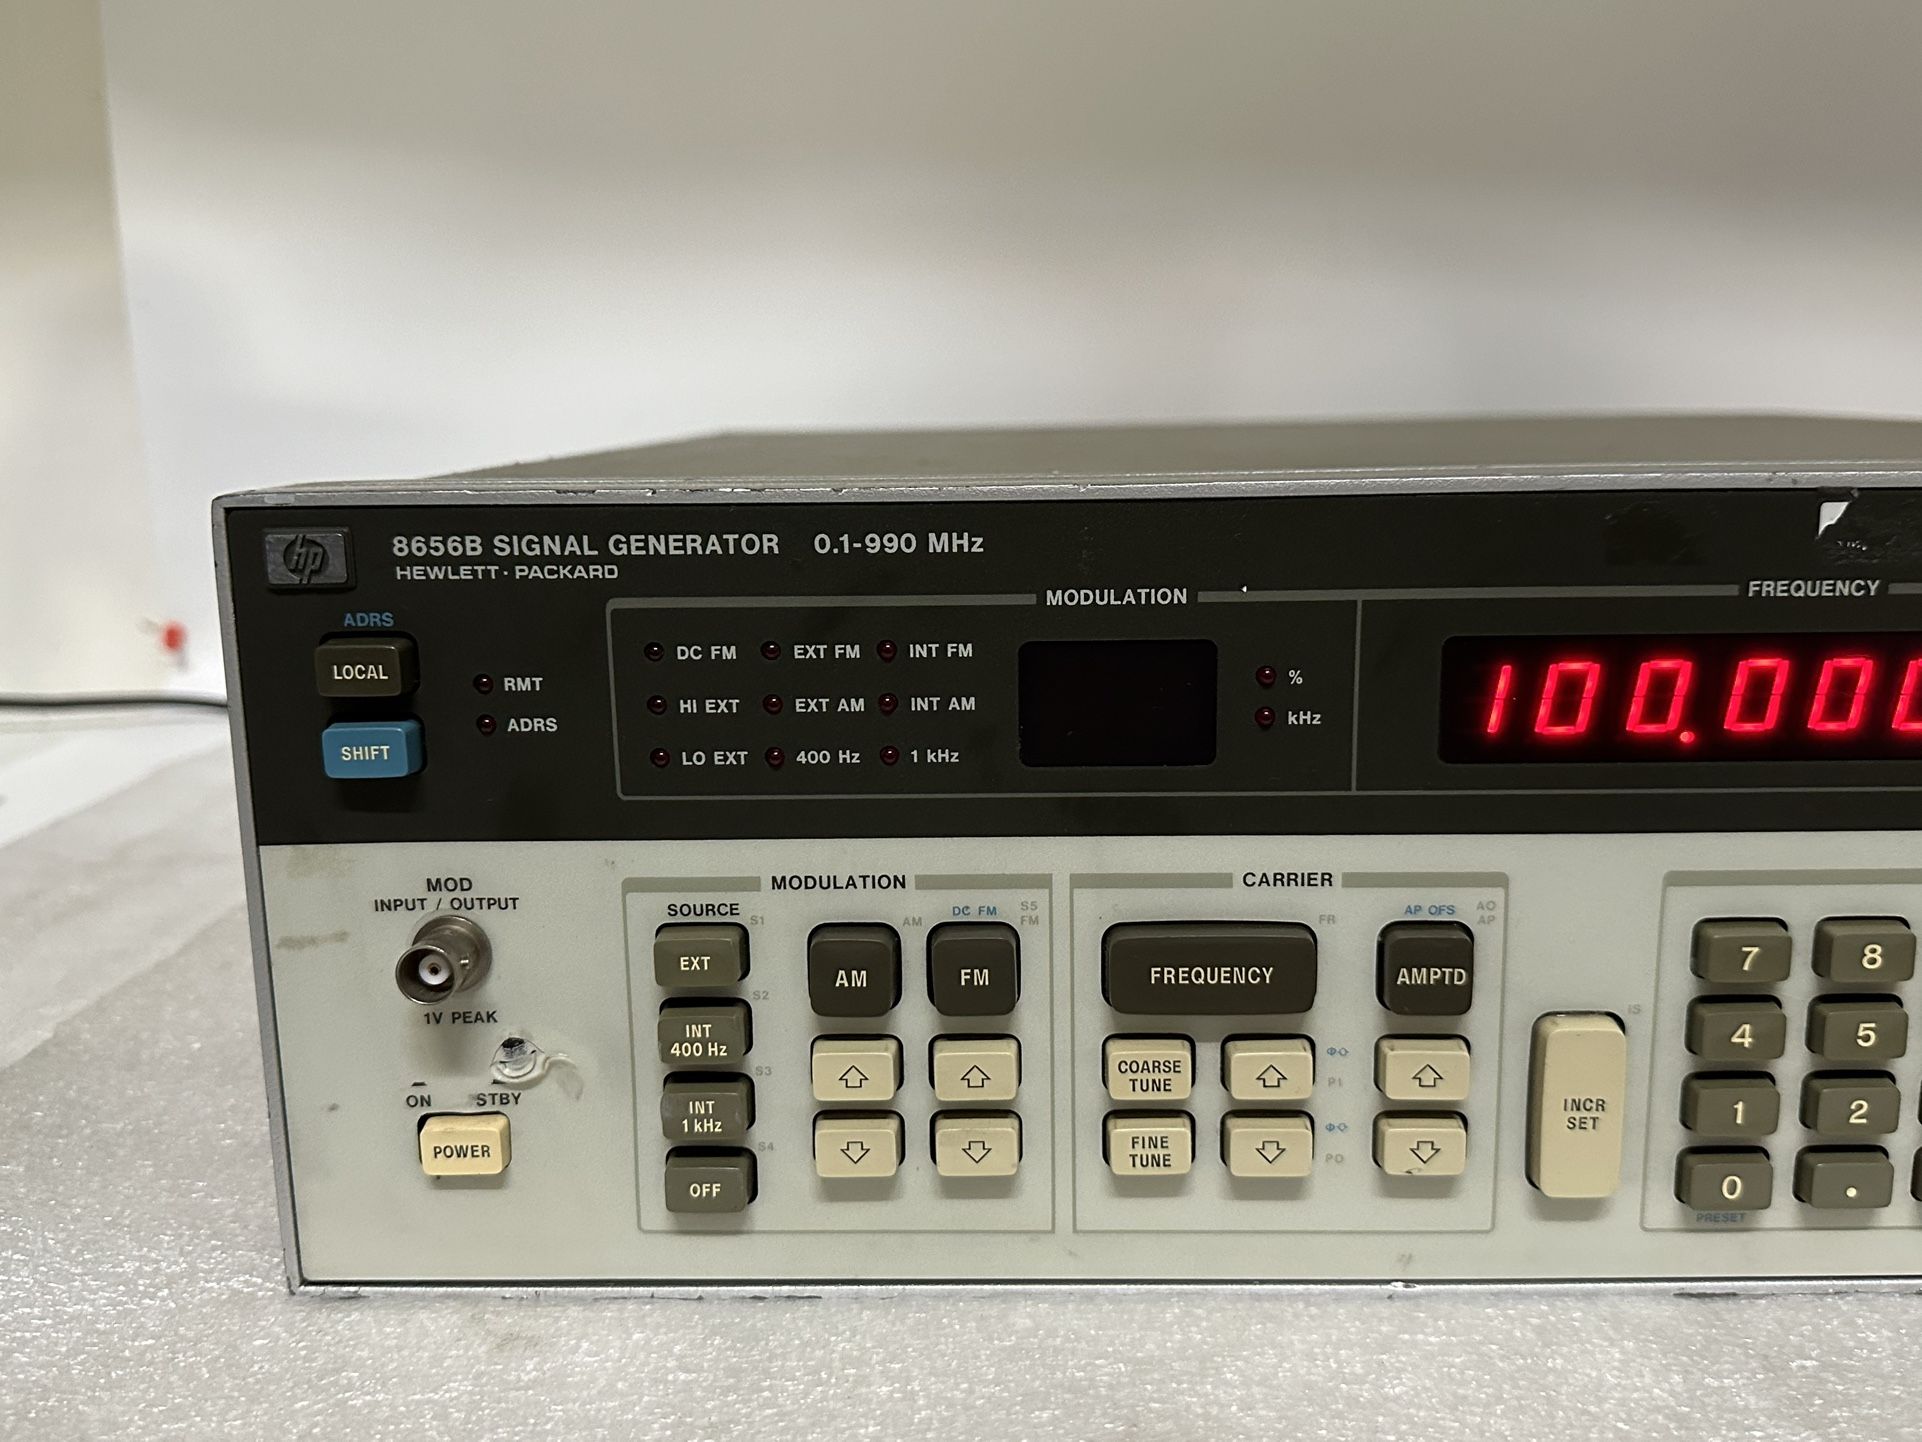 hp
8656B SIGNAL GENERATOR 0.1-990 MHz
HEWLETT·PACKARD
MODULATION
FREQUENCY
ADRS
LOCAL
SHIFT
RMT
ADRS
DC FM EXT FM INT FM
HI EXT EXT AM INT AM
LO EXT 400 Hz 1 kHz
%
kHz
100.000
MOD
INPUT / OUTPUT
1V PEAK
ON STBY
POWER
MODULATION
SOURCE
S1
EXT
S2
INT
400 Hz
S3
INT
1 kHz
S4
OFF
AM
AM
DC FM
S5
FM
FM
CARRIER
FR
FREQUENCY
AP OFS
AO
AP
AMPTD
COARSE
TUNE
FINE
TUNE
PI
PD
IS
INCR
SET
7 8
4 5
1 2
0 .
PRESET